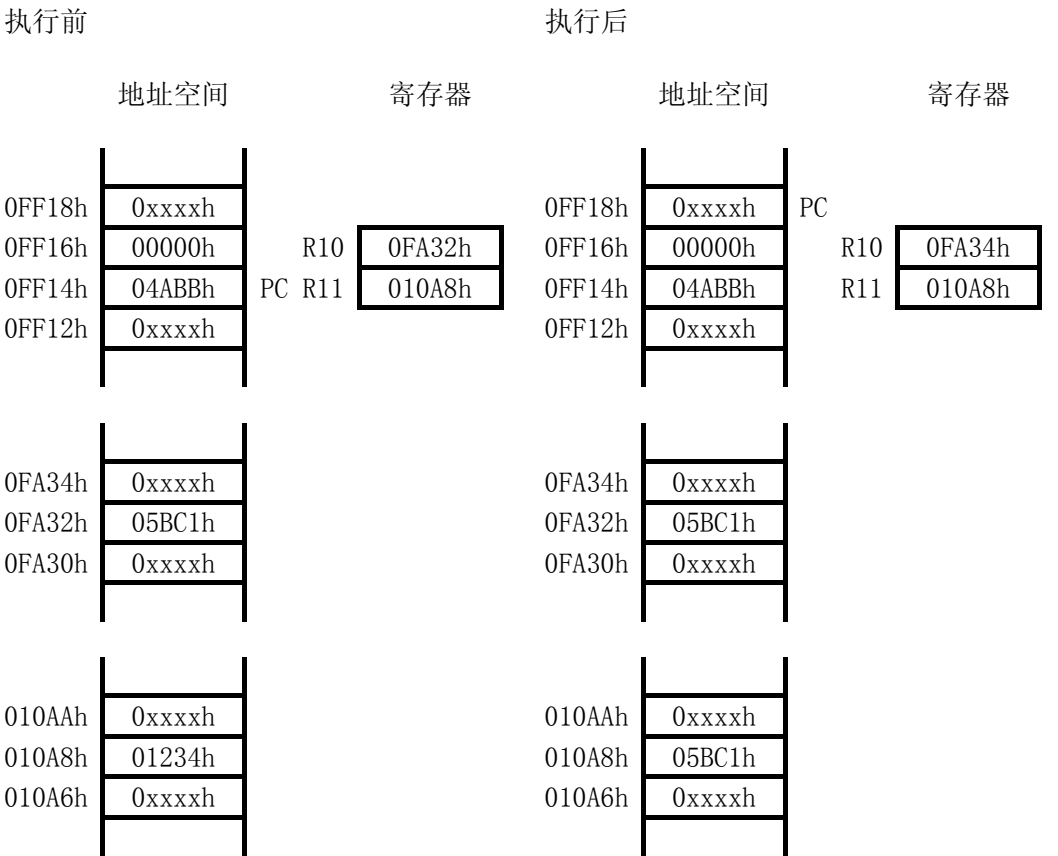 执行前 执行后
地址空间 寄存器 地址空间 寄存器
0FF18h 0xxxxh 0FF18h 0xxxxh PC
0FF16h 00000h R10 0FA32h 0FF16h 00000h R10 0FA34h
0FF14h 04ABBh PC R11 010A8h 0FF14h 04ABBh R11 010A8h
0FF12h 0xxxxh 0FF12h 0xxxxh
0FA34h 0xxxxh 0FA34h 0xxxxh
0FA32h 05BC1h 0FA32h 05BC1h
0FA30h 0xxxxh 0FA30h 0xxxxh
010AAh 0xxxxh 010AAh 0xxxxh
010A8h 01234h 010A8h 05BC1h
010A6h 0xxxxh 010A6h 0xxxxh